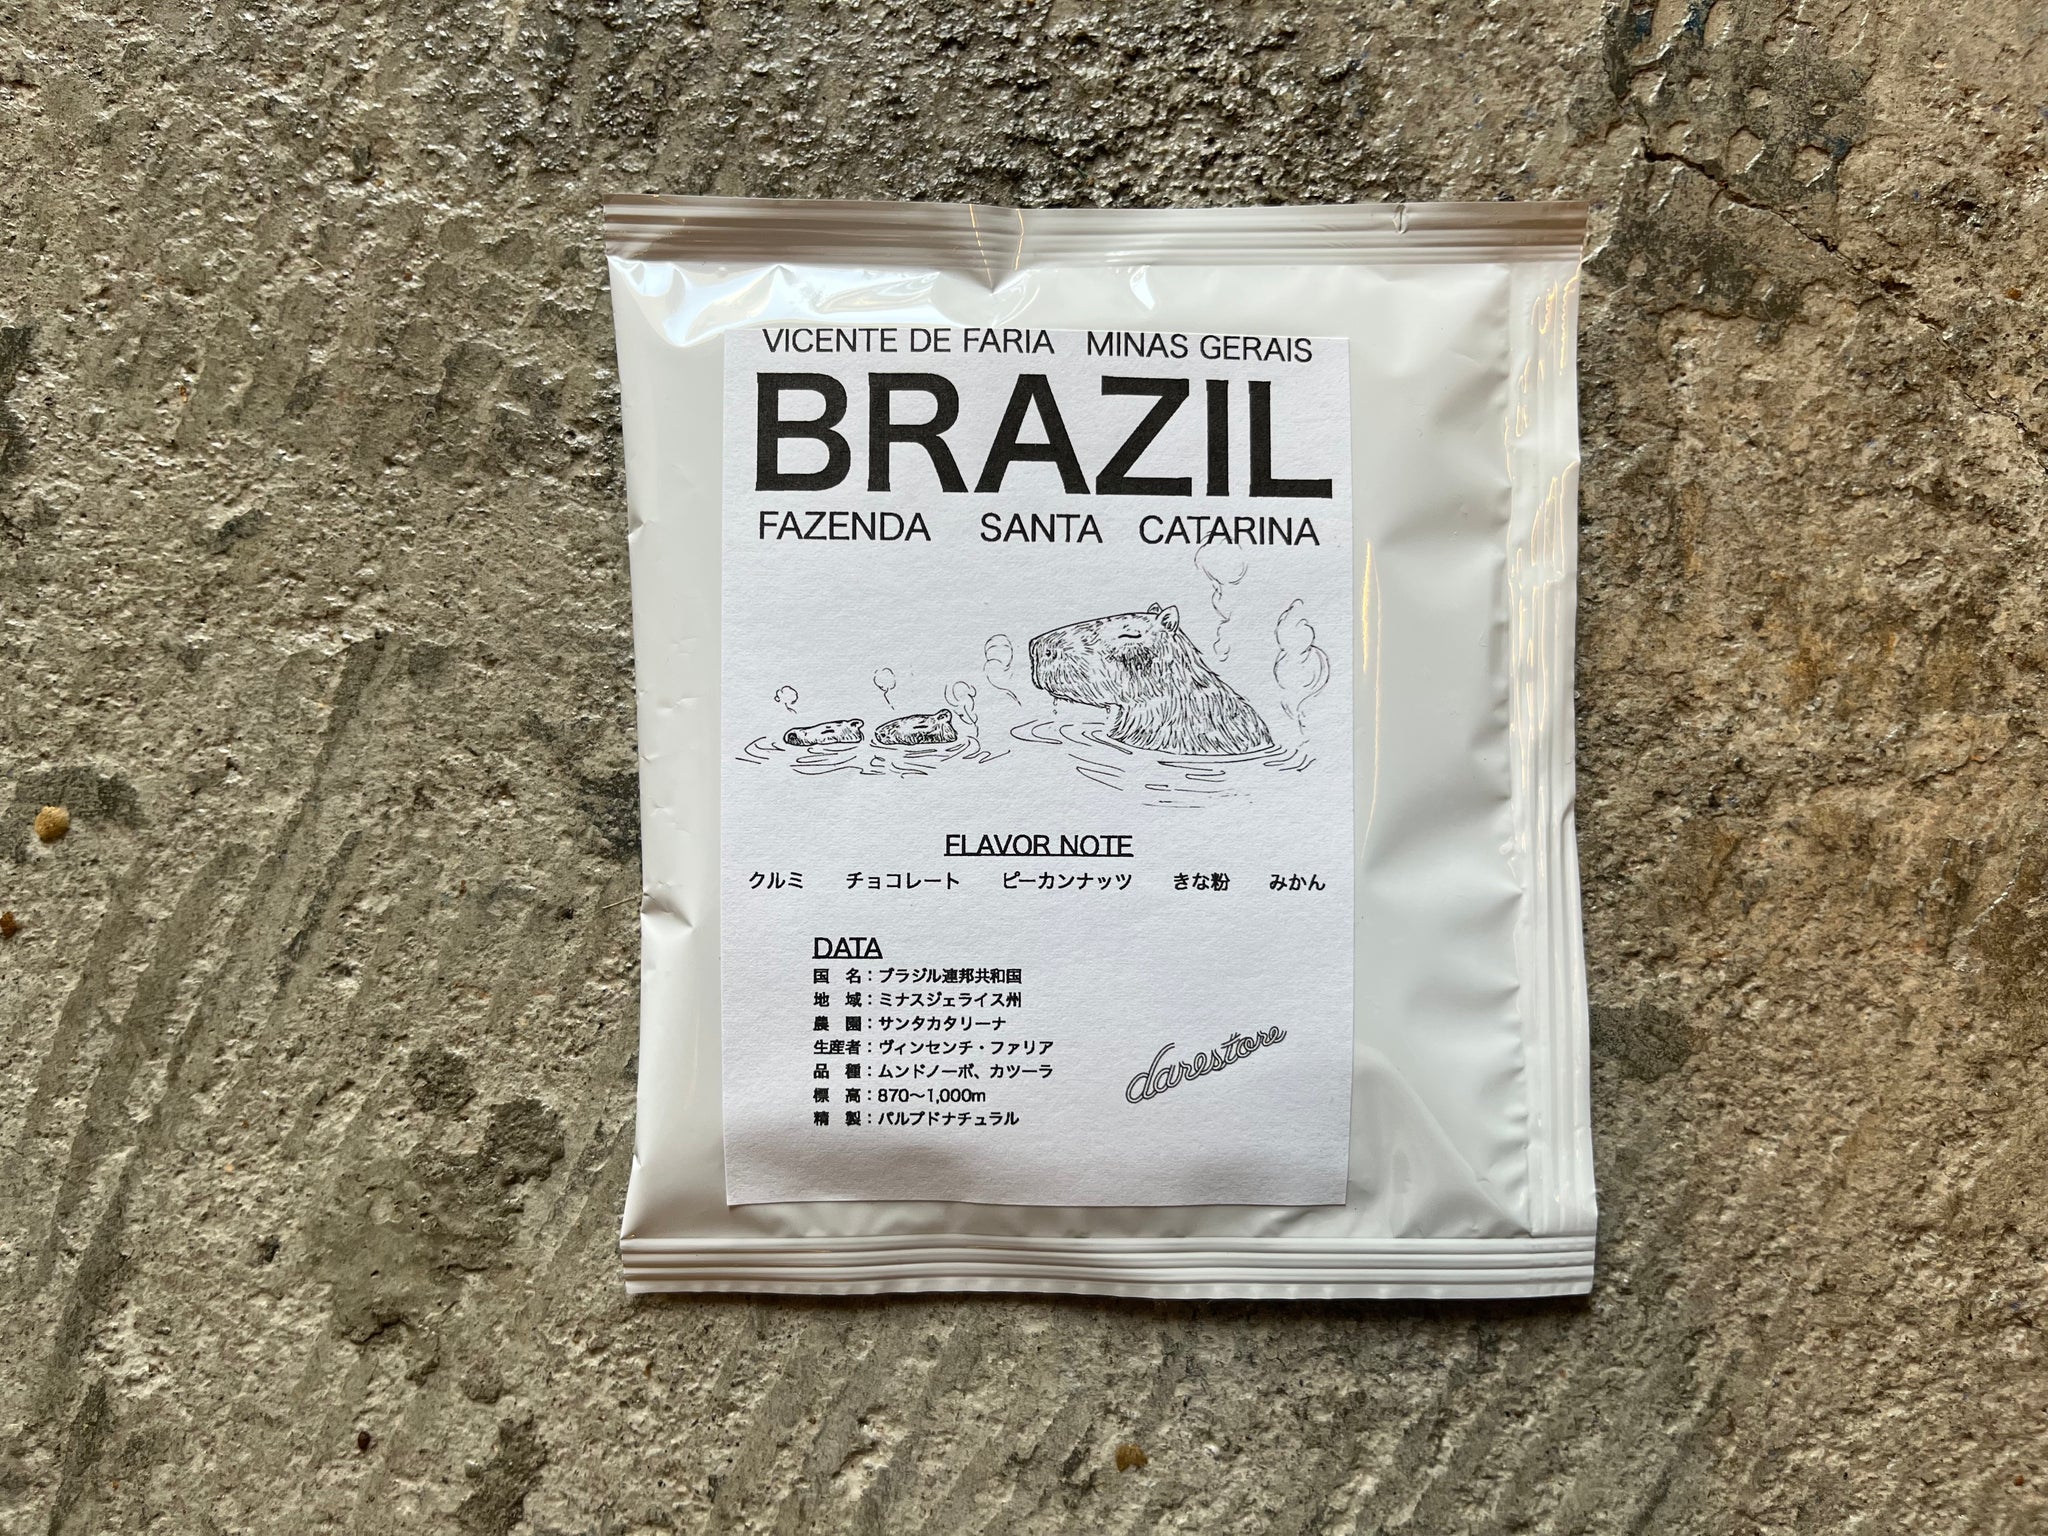 VICENTE DE FARIA MINAS GERAIS
BRAZIL
FAZENDA SANTA CATARINA
FLAVOR NOTE
クルミ チョコレート ピーカンナッツ きな粉 みかん
DATA
国 名：ブラジル連邦共和国
地 域：ミナスジェライス州
農 園：サンタカタリーナ
生産者：ヴィンセンチ・ファリア
品 種：ムンドノーボ、カツーラ
標 高：870〜1,000m
精 製：パルプドナチュラル
darestore